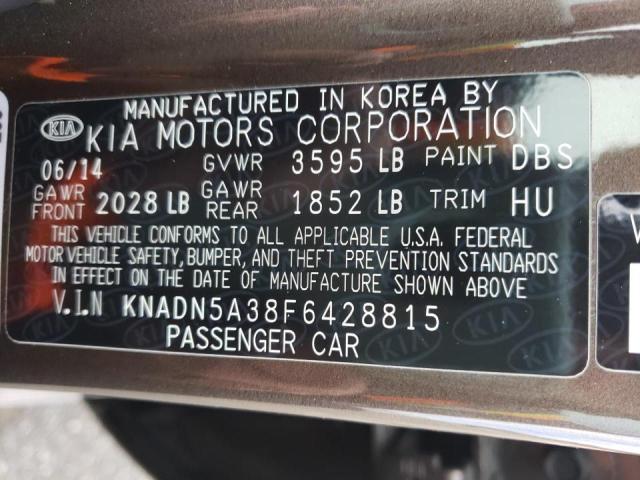 MANUFACTURED IN KOREA BY
KIA KIA MOTORS CORPORATION
06/14 GVWR 3595 LB PAINT DBS
GAWR FRONT 2028 LB GAWR REAR 1852 LB TRIM HU
THIS VEHICLE CONFORMS TO ALL APPLICABLE U.S.A. FEDERAL
MOTOR VEHICLE SAFETY, BUMPER, AND THEFT PREVENTION STANDARDS
IN EFFECT ON THE DATE OF MANUFACTURE SHOWN ABOVE
V.I.N KNADN5A38F6428815
PASSENGER CAR